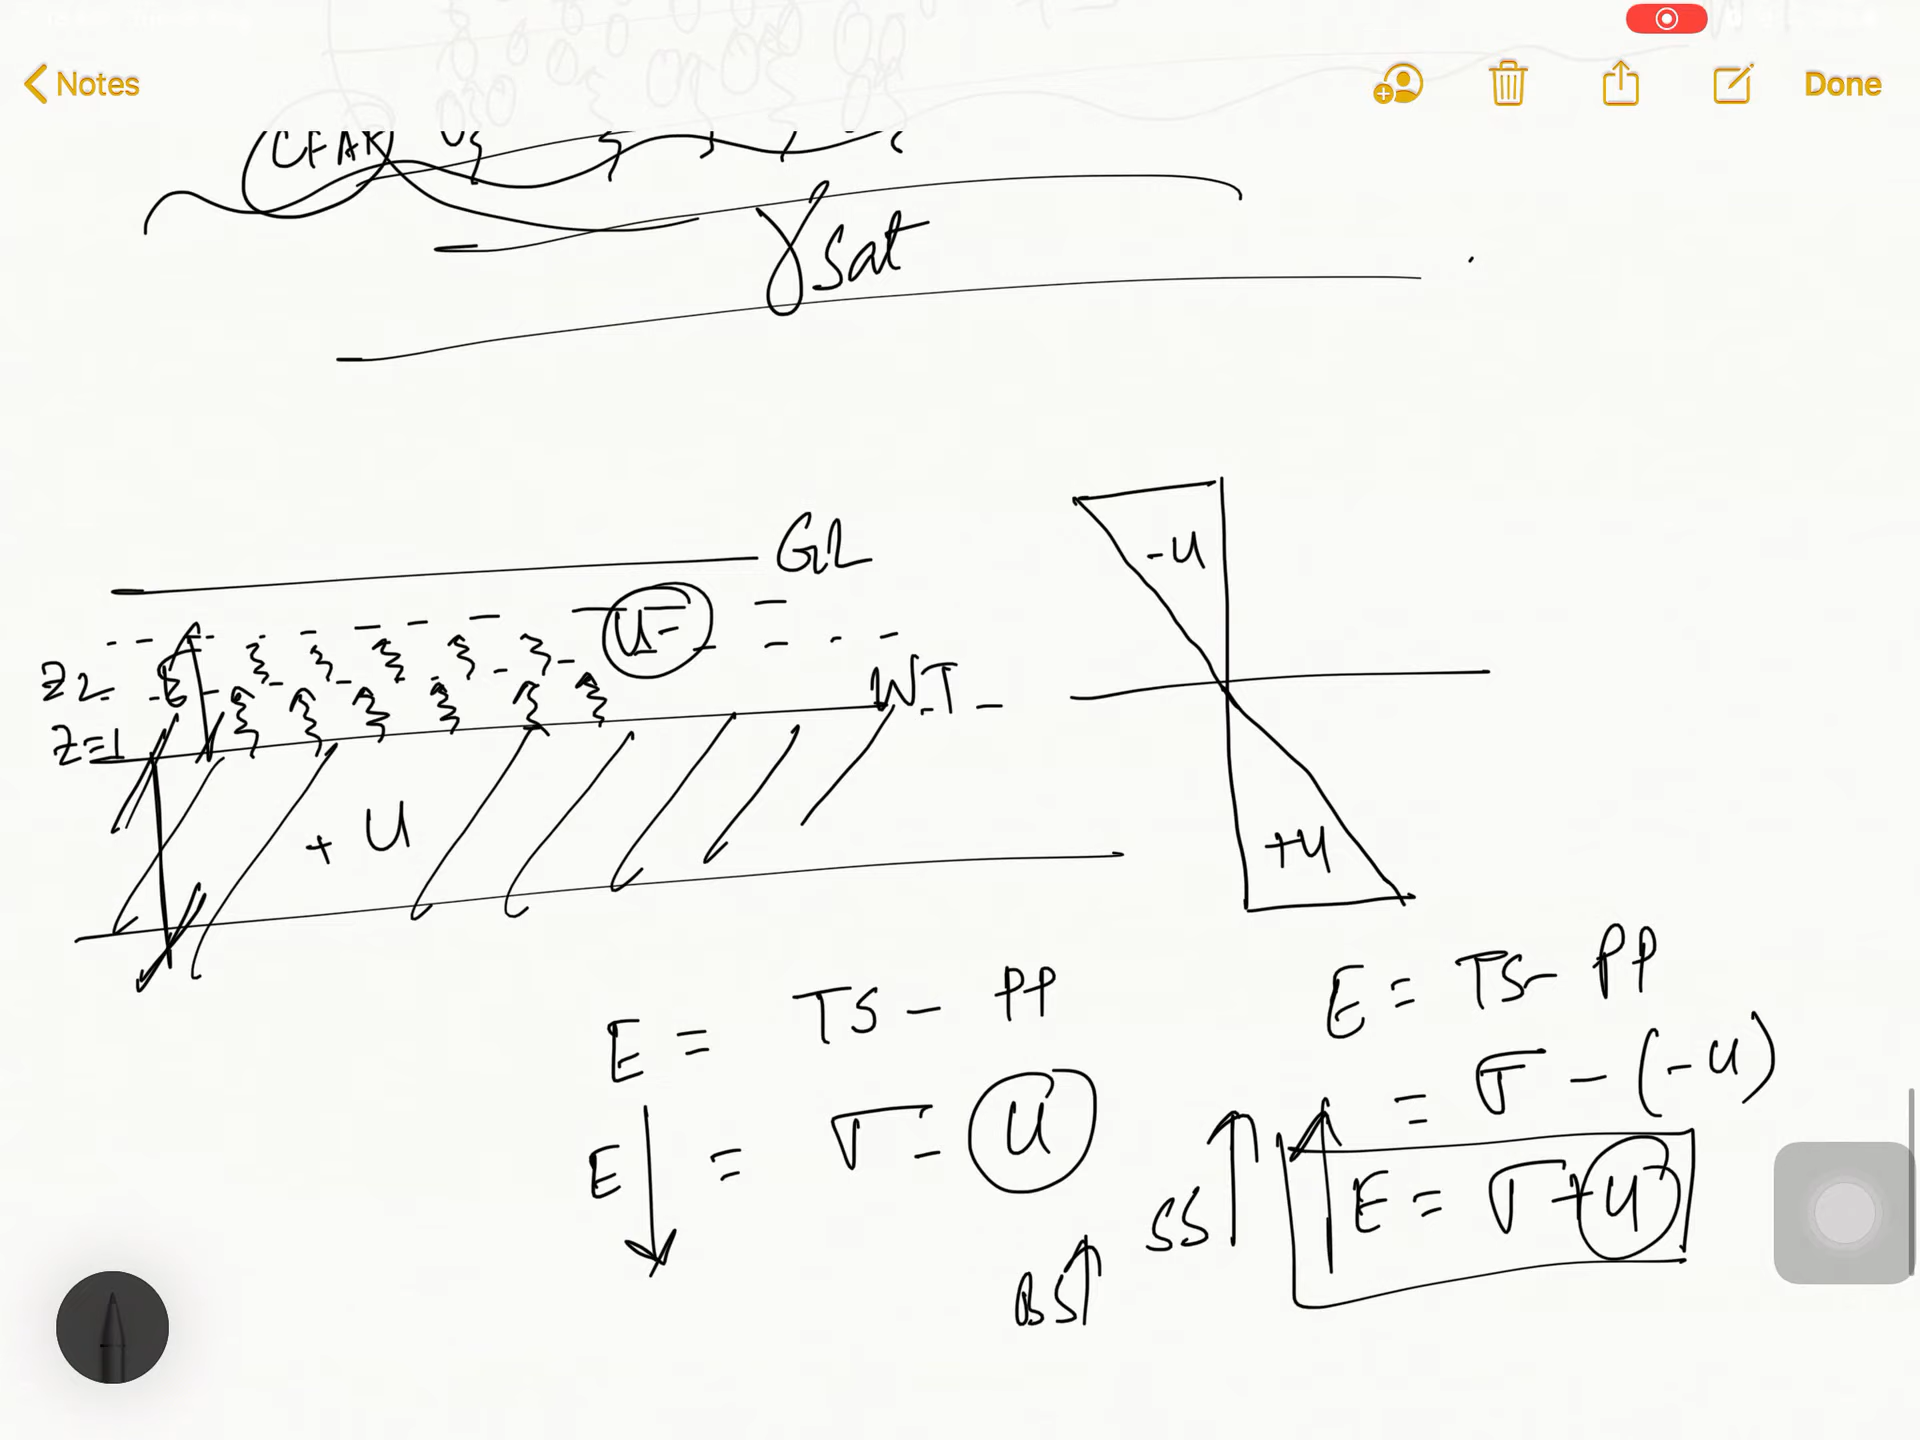 Notes
Done
γsat
GL
-u
U-
Z2
W.T
Z=1
+ u
+u
E = TS - PP
E = TS - PP
= σ - (-u)
E = σ - u
SS
E = σ + u
BS